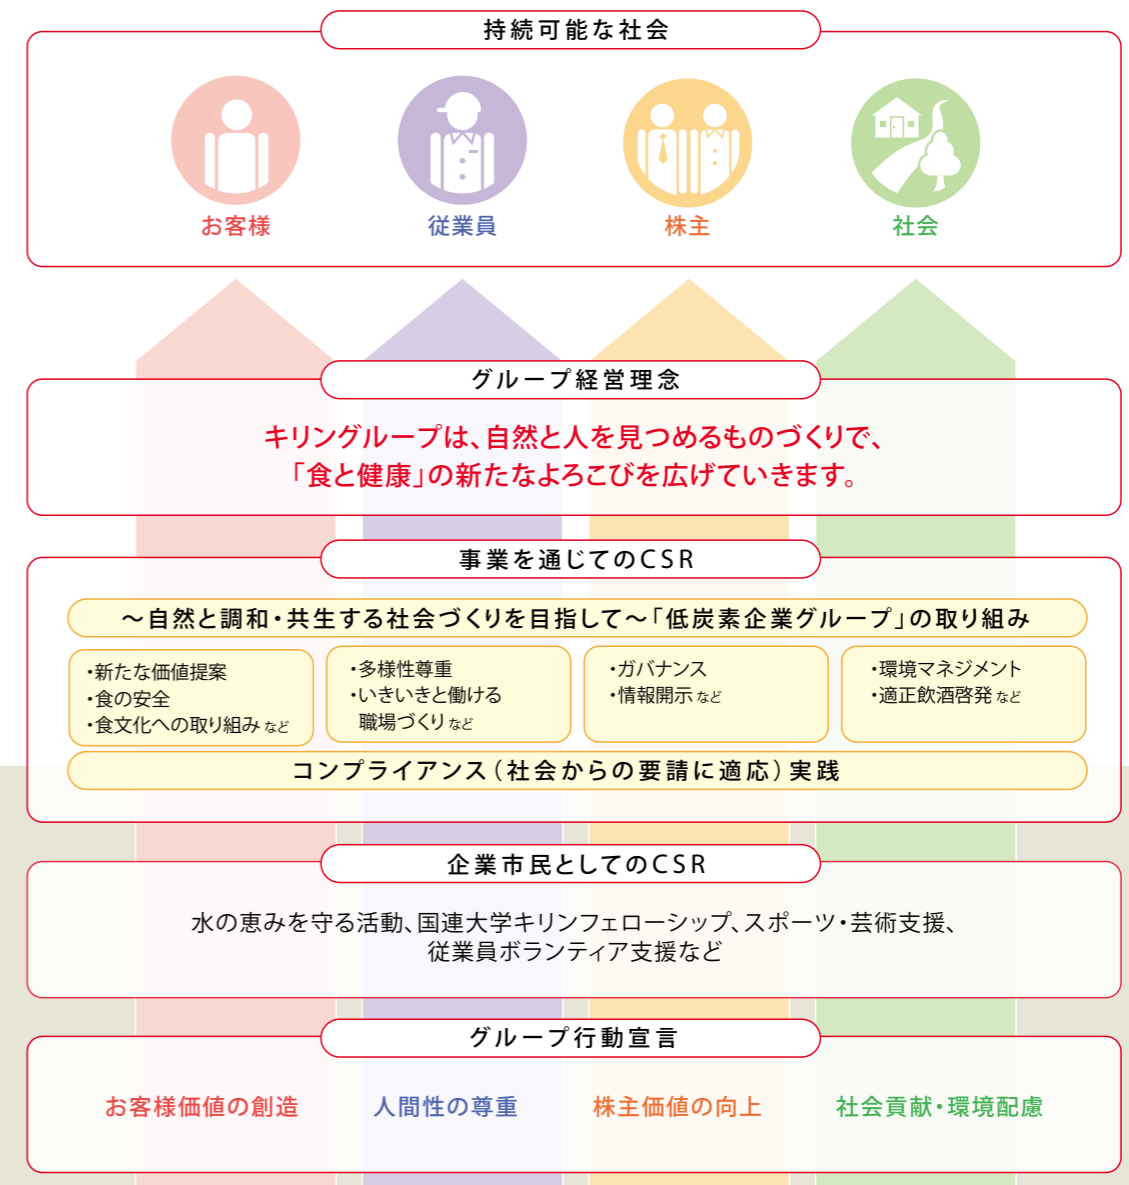 持続可能な社会
お客様
従業員
株主
社会
グループ経営理念
キリングループは、自然と人を見つめるものづくりで、
「食と健康」の新たなよろこびを広げていきます。
事業を通じてのCSR
〜自然と調和・共生する社会づくりを目指して〜「低炭素企業グループ」の取り組み
・新たな価値提案
・食の安全
・食文化への取り組み など
・多様性尊重
・いきいきと働ける
職場づくり など
・ガバナンス
・情報開示 など
・環境マネジメント
・適正飲酒啓発 など
コンプライアンス（社会からの要請に適応）実践
企業市民としてのCSR
水の恵みを守る活動、国連大学キリンフェローシップ、スポーツ・芸術支援、
従業員ボランティア支援など
グループ行動宣言
お客様価値の創造
人間性の尊重
株主価値の向上
社会貢献・環境配慮